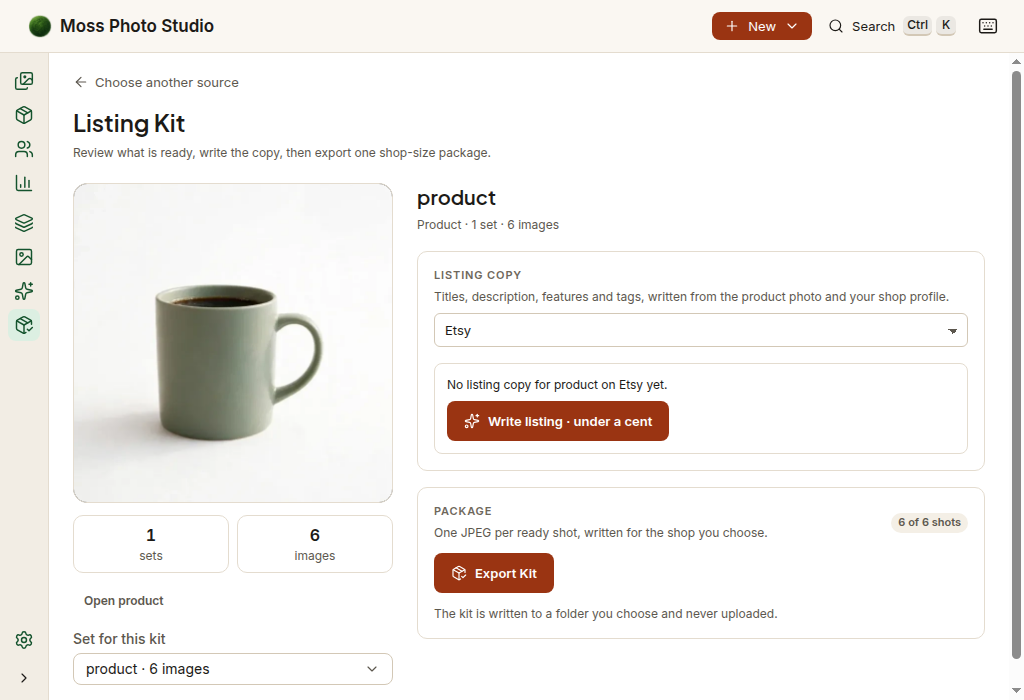 Moss Photo Studio
New
Search
Ctrl
K
Choose another source
Listing Kit
Review what is ready, write the copy, then export one shop-size package.
1
sets
6
images
Open product
Set for this kit
product · 6 images
product
Product · 1 set · 6 images
LISTING COPY
Titles, description, features and tags, written from the product photo and your shop profile.
Etsy
No listing copy for product on Etsy yet.
Write listing · under a cent
PACKAGE
One JPEG per ready shot, written for the shop you choose.
6 of 6 shots
Export Kit
The kit is written to a folder you choose and never uploaded.